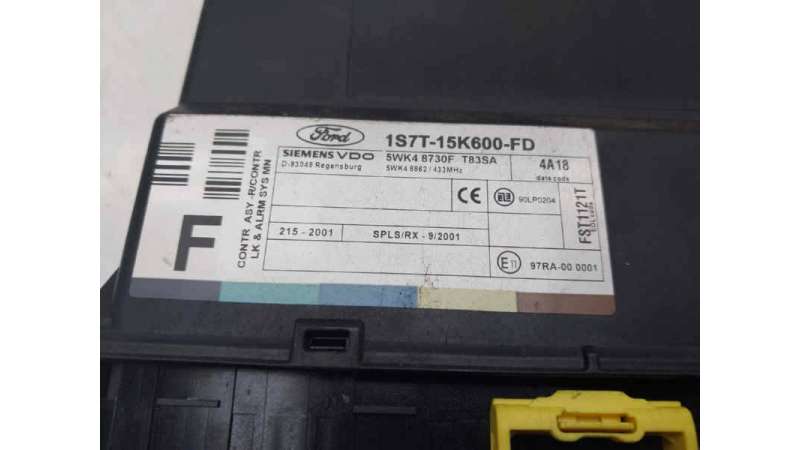 Ford
1S7T-15K600-FD
SIEMENS VDO
5WK4 8730F T83SA
D-93049 Regensburg
5WK4 8862 / 433MHz
4A18
date code
CE
90LP0204
FST1121T
215 - 2001
SPLS/RX - 9/2001
E11
97RA-00 0001
F
CONTR ASY -R/CONTR
LK & ALRM SYS MN